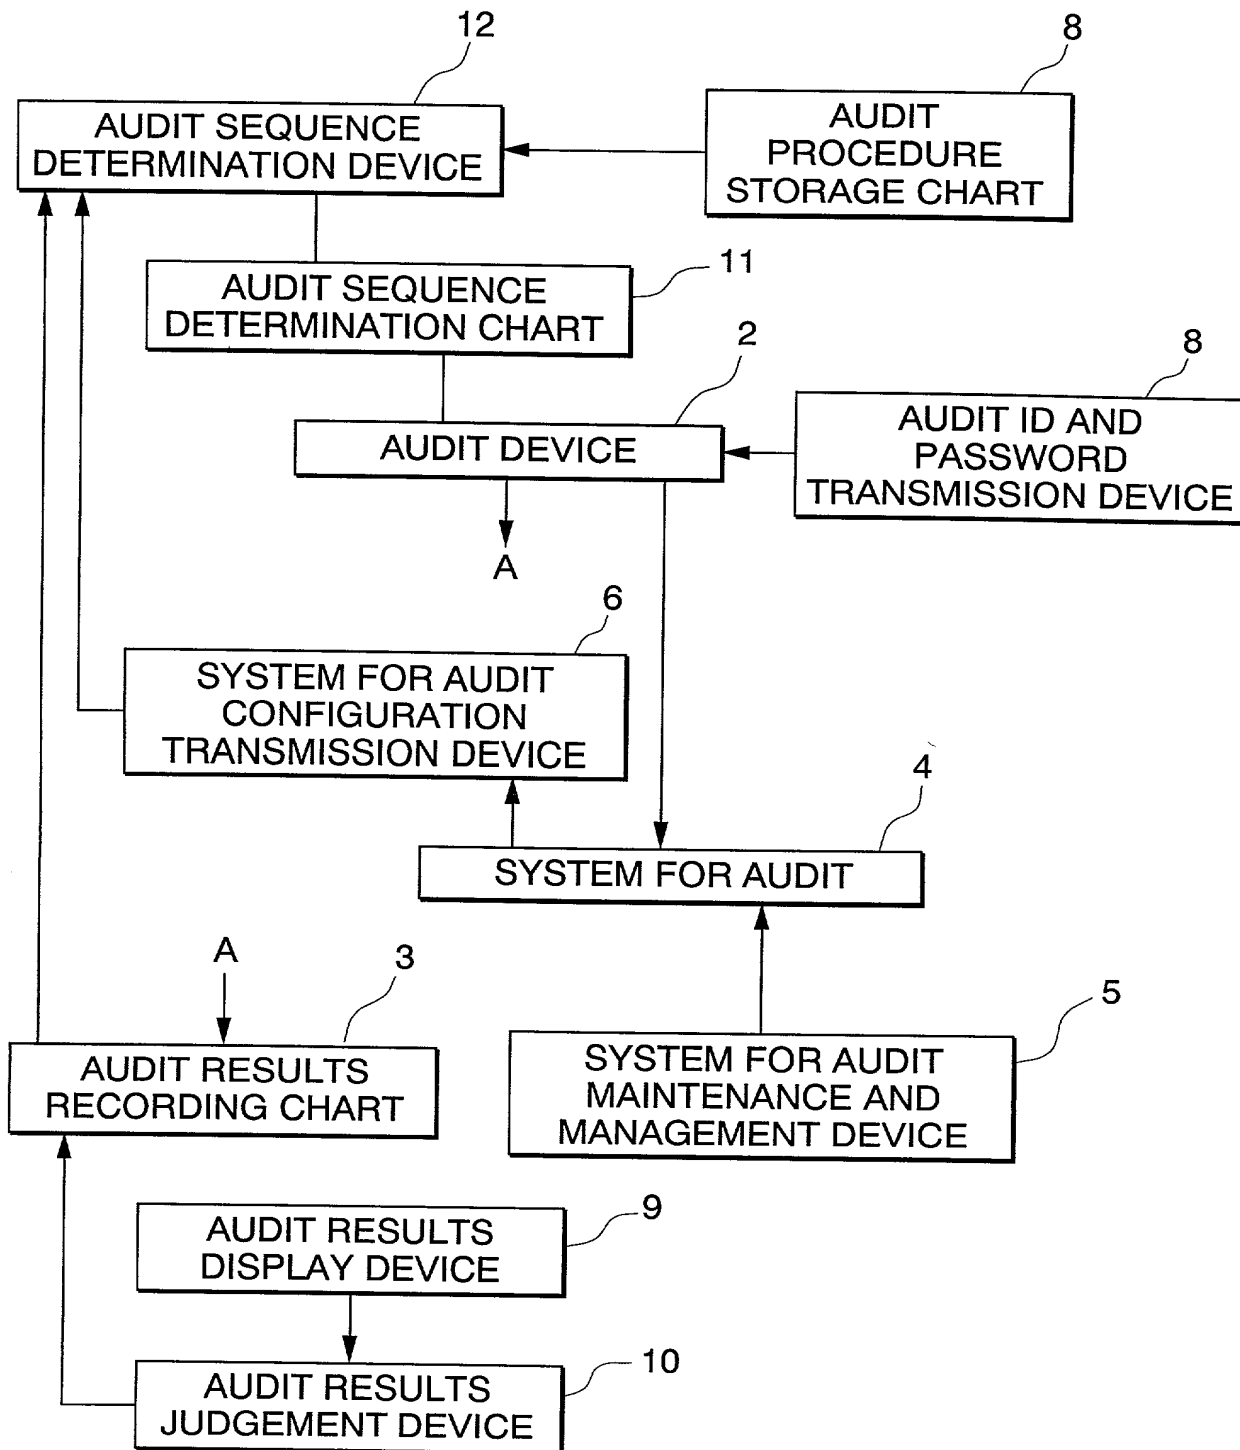 12
AUDIT SEQUENCE
DETERMINATION DEVICE
8
AUDIT
PROCEDURE
STORAGE CHART
11
AUDIT SEQUENCE
DETERMINATION CHART
2
AUDIT DEVICE
8
AUDIT ID AND
PASSWORD
TRANSMISSION DEVICE
A
6
SYSTEM FOR AUDIT
CONFIGURATION
TRANSMISSION DEVICE
4
SYSTEM FOR AUDIT
A
3
AUDIT RESULTS
RECORDING CHART
5
SYSTEM FOR AUDIT
MAINTENANCE AND
MANAGEMENT DEVICE
9
AUDIT RESULTS
DISPLAY DEVICE
10
AUDIT RESULTS
JUDGEMENT DEVICE